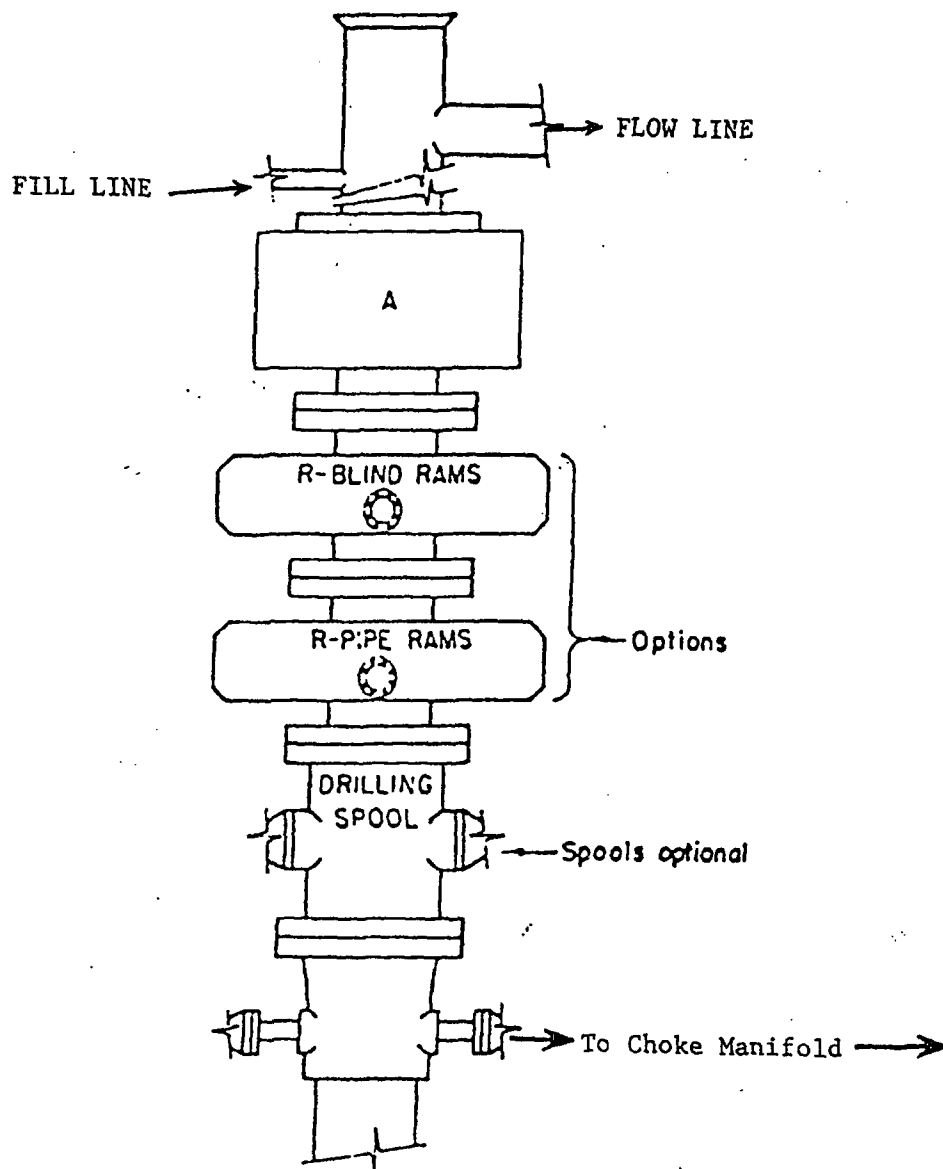 FLOW LINE
FILL LINE
A
R-BLIND RAMS
R-PIPE RAMS
Options
DRILLING
SPOOL
Spools optional
To Choke Manifold